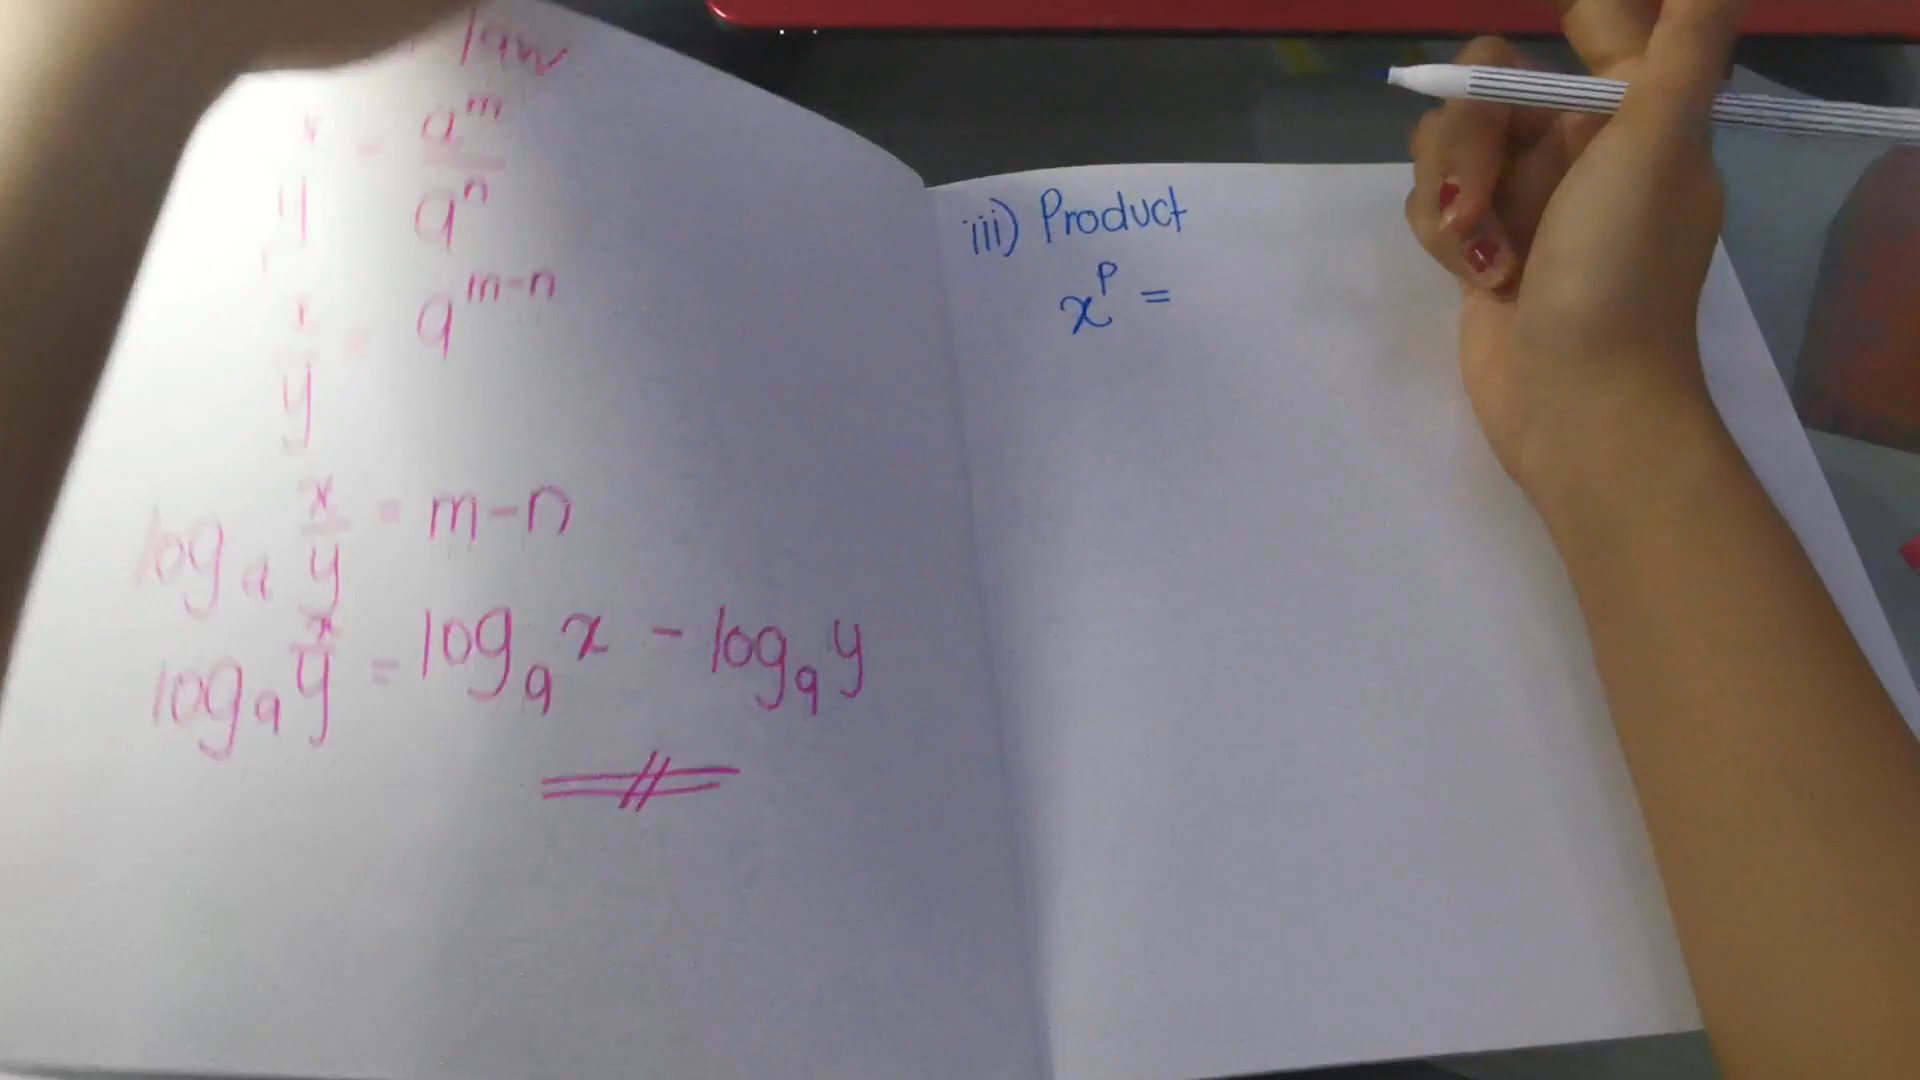 law
x/y = a^m/a^n
x/y = a^(m-n)
log_a x/y = m-n
log_a x/y = log_a x - log_a y
iii) Product
x^p =